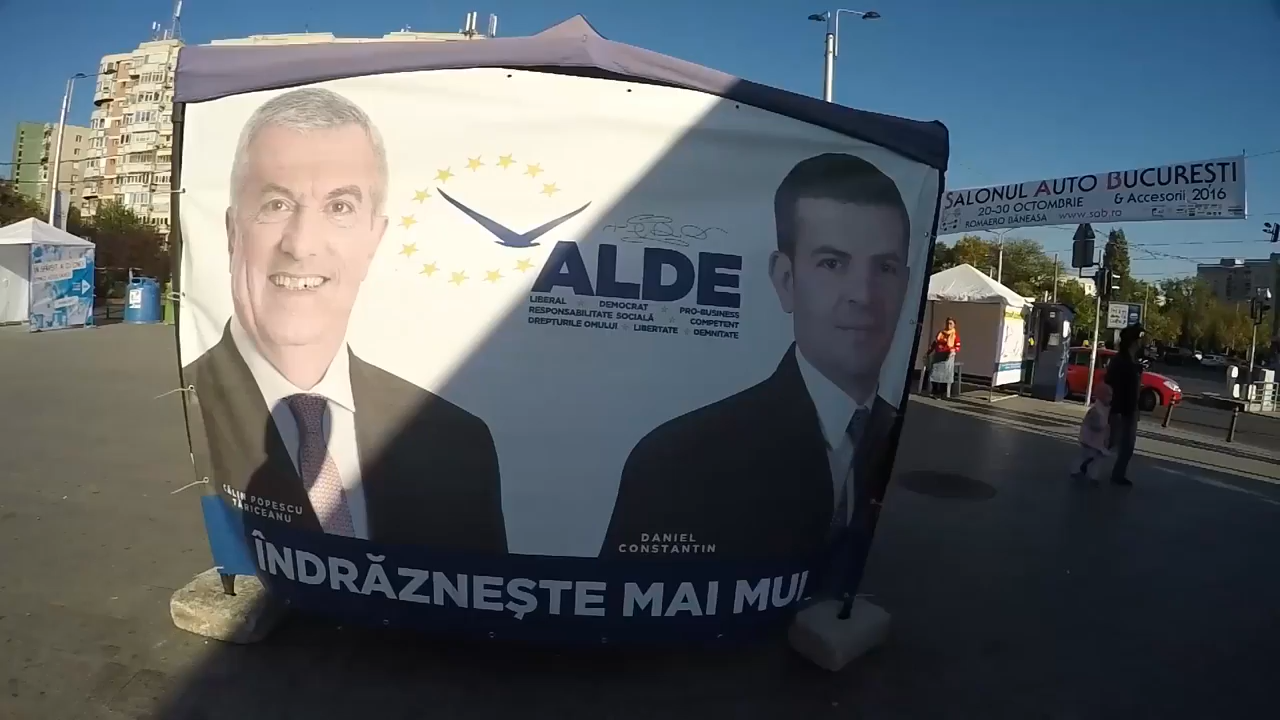 ALDE
LIBERAL DEMOCRAT PRO-BUSINESS
RESPONSABILITATE SOCIALĂ COMPETENT
DREPTURILE OMULUI LIBERTATE DEMNITATE
CĂLIN POPESCU
TĂRICEANU
DANIEL
CONSTANTIN
ÎNDRĂZNEȘTE MAI MUL
SALONUL AUTO BUCUREȘTI
20-30 OCTOMBRIE & Accesorii 2016
ROMAERO BĂNEASA www.sab.ro